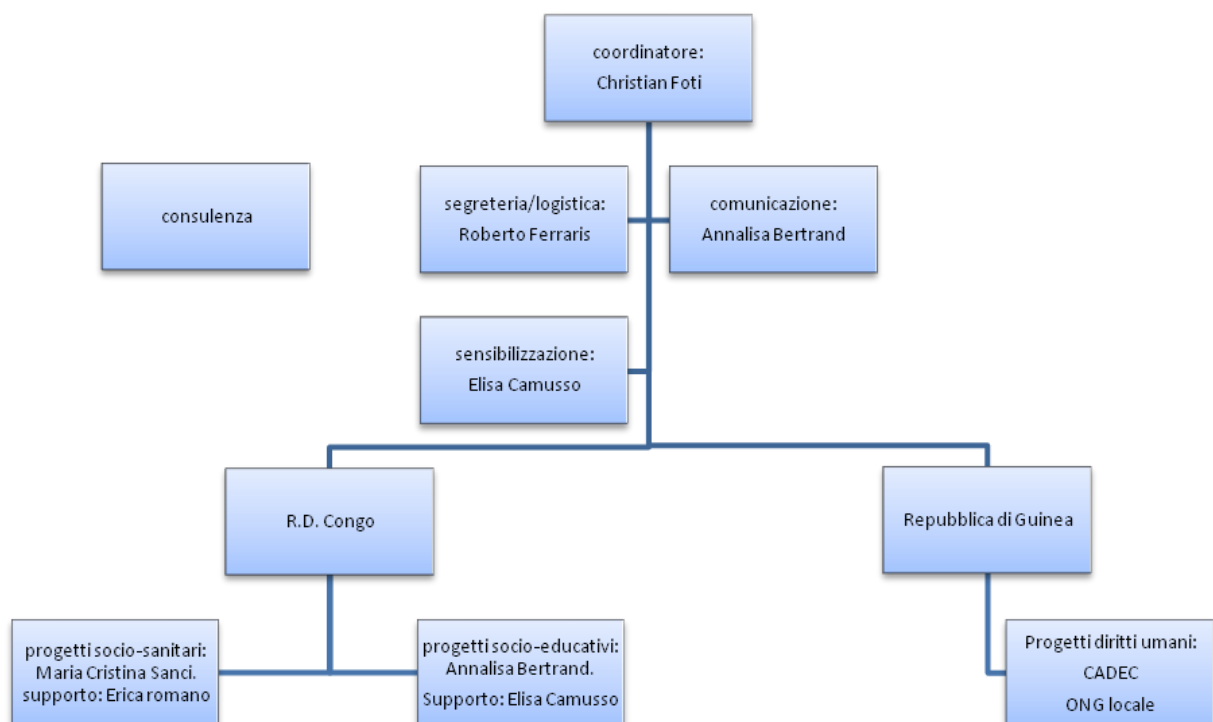 coordinatore:
Christian Foti
consulenza
segreteria/logistica:
Roberto Ferraris
comunicazione:
Annalisa Bertrand
sensibilizzazione:
Elisa Camusso
R.D. Congo
Repubblica di Guinea
progetti socio-sanitari:
Maria Cristina Sanci.
supporto: Erica romano
progetti socio-educativi:
Annalisa Bertrand.
Supporto: Elisa Camusso
Progetti diritti umani:
CADEC
ONG locale